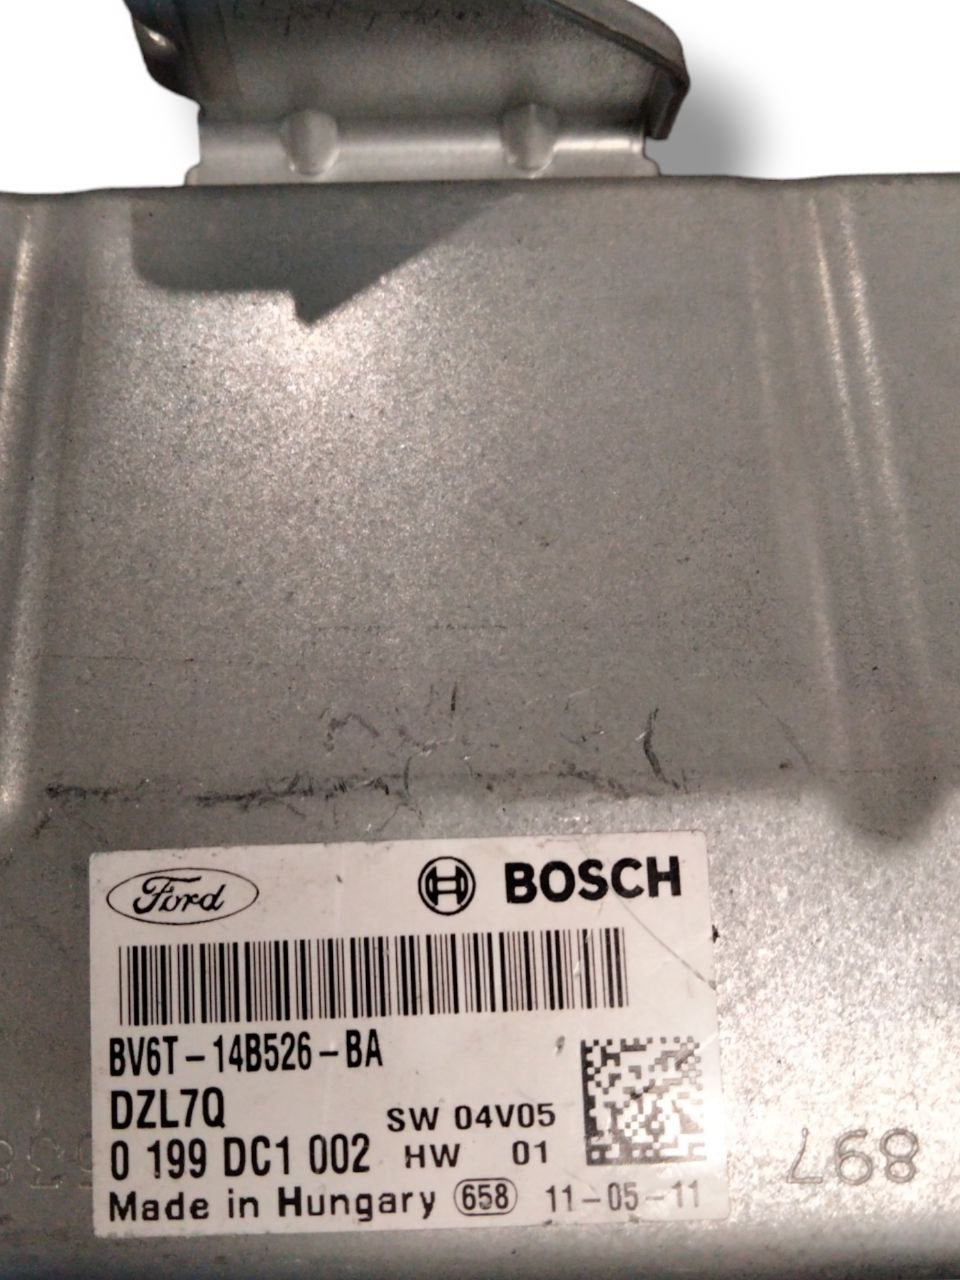 Ford BOSCH
BV6T-14B526-BA
DZL7Q
SW 04V05
0 199 DC1 002 HW 01
Made in Hungary 658 11-05-11
897